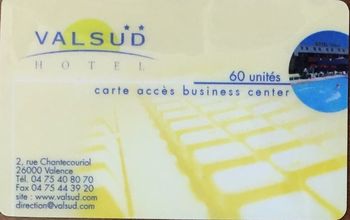 VALSUD
HOTEL
60 unités
carte accès business center
2, rue Chantecouriol
26000 Valence
Tél. 04 75 40 80 70
Fax 04 75 44 39 20
site : www.valsud.com
direction@valsud.com